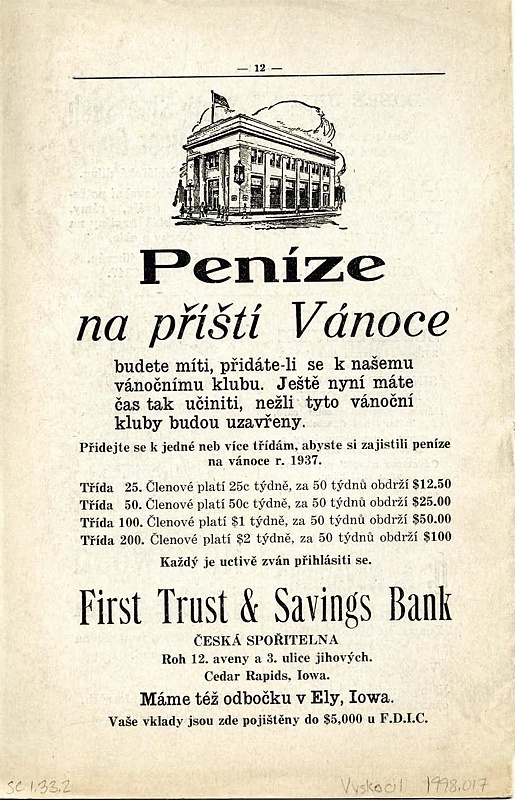 — 12 —
Peníze
na příští Vánoce
budete míti, přidáte-li se k našemu
vánočnímu klubu. Ještě nyní máte
čas tak učiniti, nežli tyto vánoční
kluby budou uzavřeny.
Přidejte se k jedné neb více třídám, abyste si zajistili peníze
na vánoce r. 1937.
Třída 25. Členové platí 25c týdně, za 50 týdnů obdrží $12.50
Třída 50. Členové platí 50c týdně, za 50 týdnů obdrží $25.00
Třída 100. Členové platí $1 týdně, za 50 týdnů obdrží $50.00
Třída 200. Členové platí $2 týdně, za 50 týdnů obdrží $100
Každý je uctivě zván přihlásiti se.
First Trust & Savings Bank
ČESKÁ SPOŘITELNA
Roh 12. aveny a 3. ulice jihových.
Cedar Rapids, Iowa.
Máme též odbočku v Ely, Iowa.
Vaše vklady jsou zde pojištěny do $5,000 u F.D.I.C.
SC 1.33.2
Vyskocil 1998.017